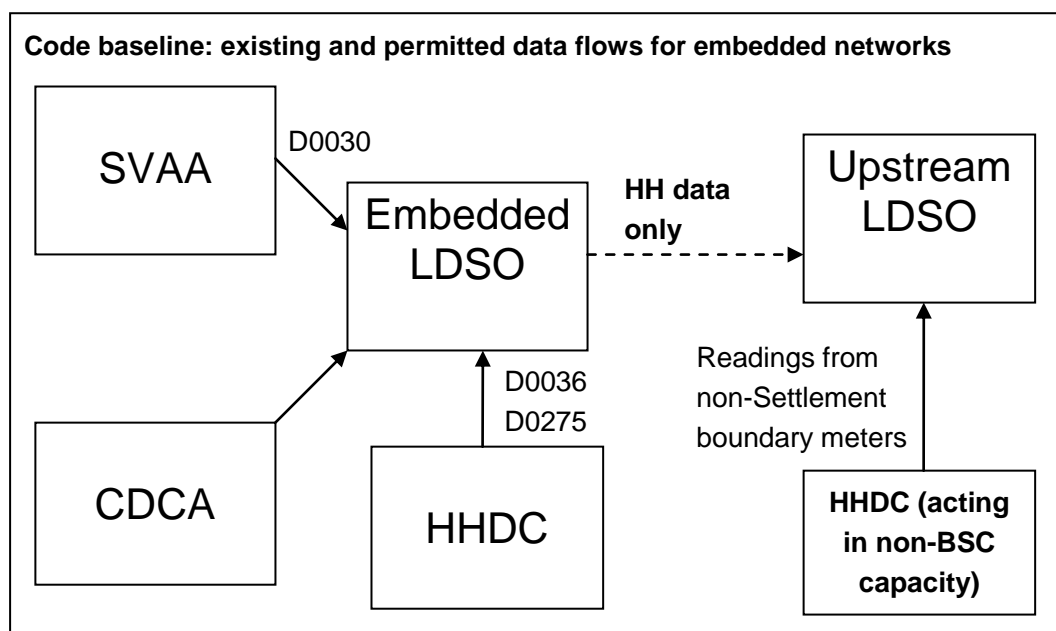 Code baseline: existing and permitted data flows for embedded networks
SVAA
D0030
Embedded
LDSO
HH data
only
Upstream
LDSO
CDCA
D0036
D0275
HHDC
Readings from
non-Settlement
boundary meters
HHDC (acting
in non-BSC
capacity)